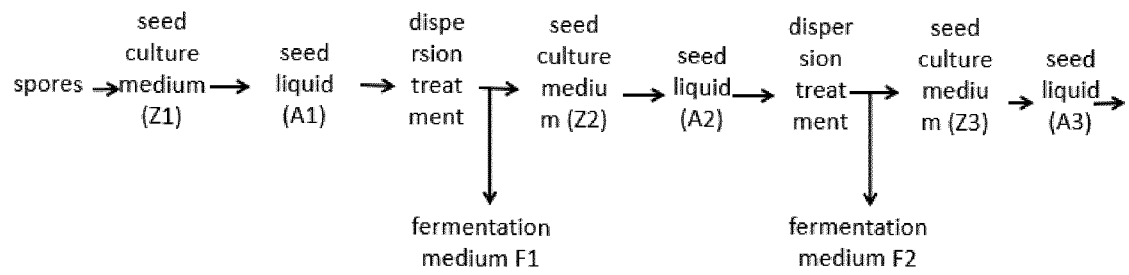 spores
seed
culture
medium
(Z1)
seed
liquid
(A1)
dispe
rsion
treat
ment
seed
culture
mediu
m (Z2)
seed
liquid
(A2)
disper
sion
treat
ment
seed
culture
mediu
m (Z3)
seed
liquid
(A3)
fermentation
medium F1
fermentation
medium F2